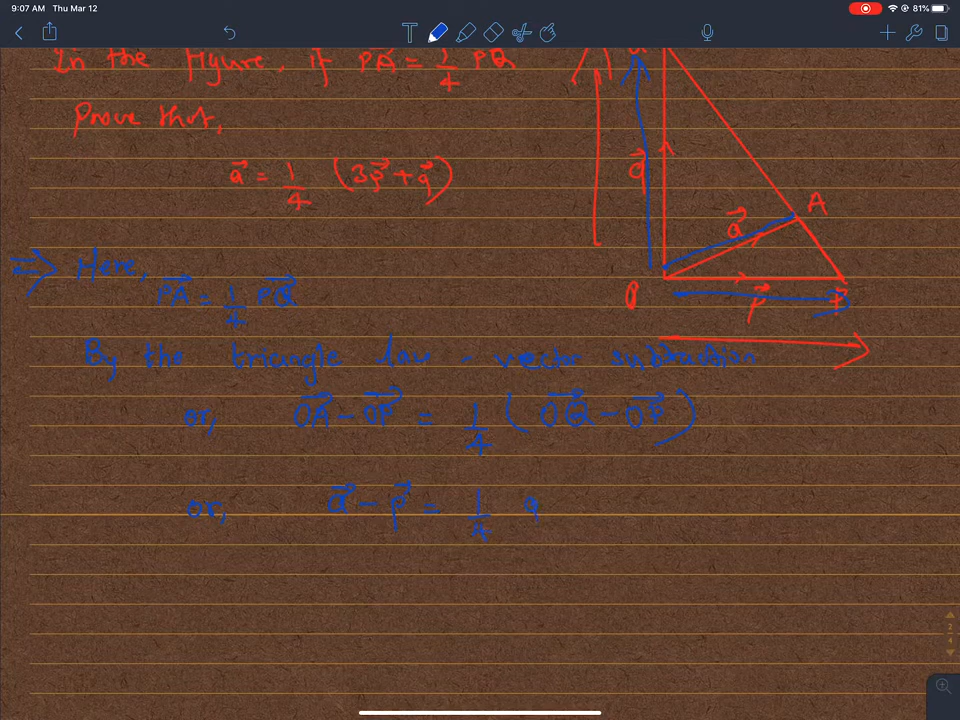 9:07 AM Thu Mar 12
81%
In the figure, if PA⃗ = 1/4 PQ⃗
Prove that,
a⃗ = 1/4 (3p⃗ + q⃗)
q⃗
a⃗
A
O
p⃗
P
⇒ Here,
PA⃗ = 1/4 PQ⃗
By the triangle law - vector subtraction
or, OA⃗ - OP⃗ = 1/4 (OQ⃗ - OP⃗)
or, a⃗ - p⃗ = 1/4 q